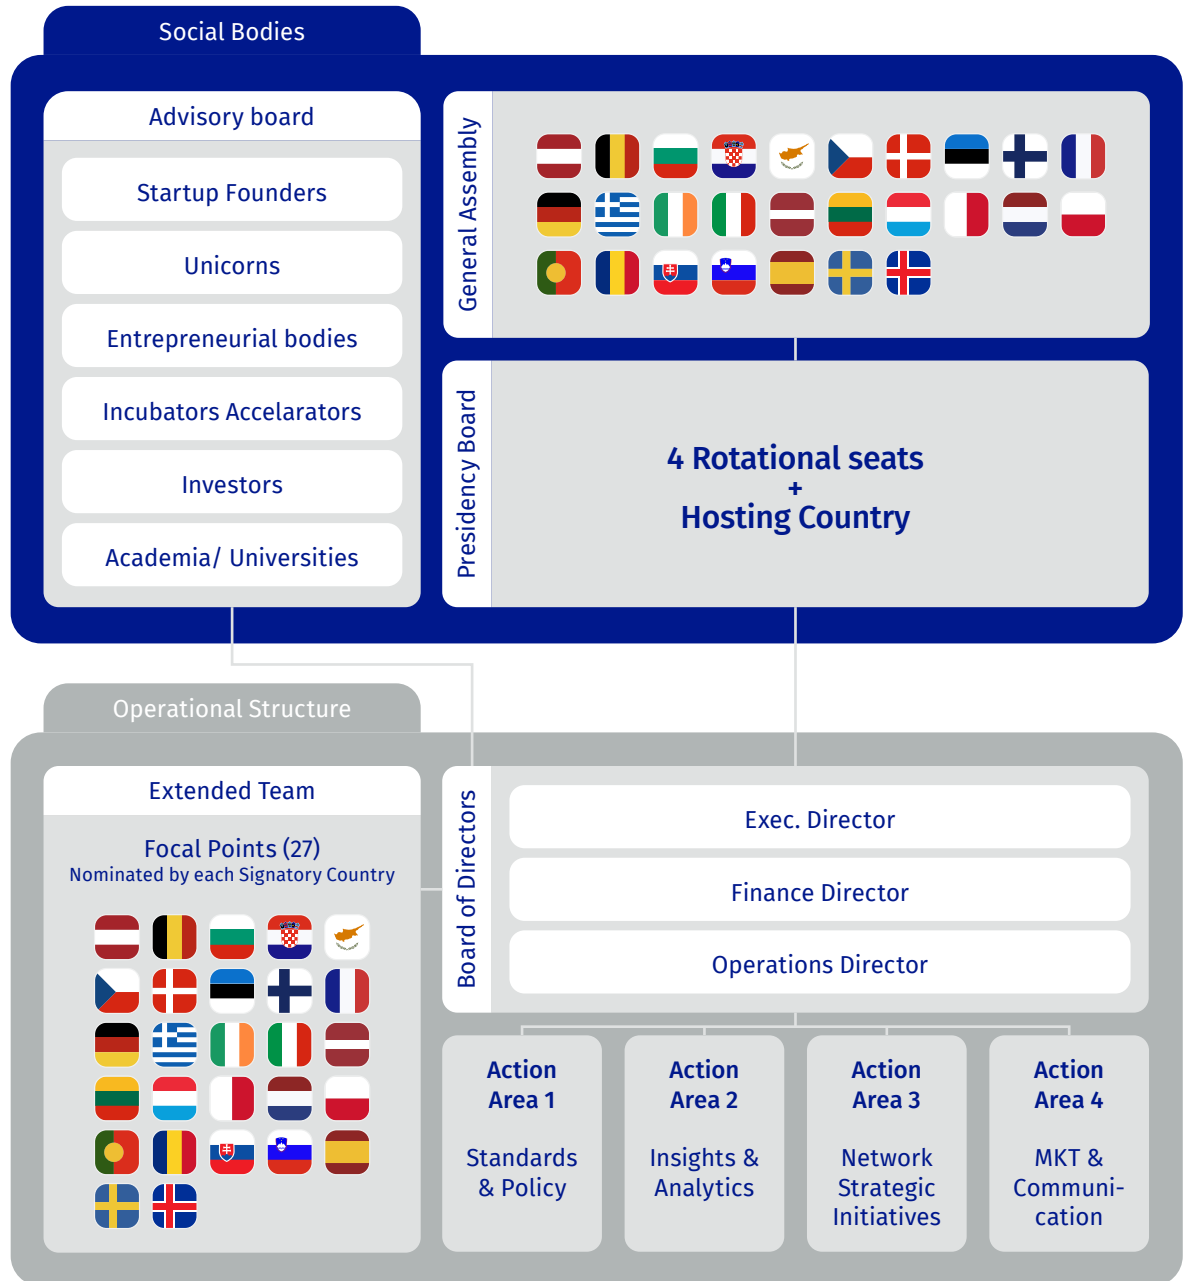 Social Bodies
Advisory board
Startup Founders
Unicorns
Entrepreneurial bodies
Incubators Accelarators
Investors
Academia/ Universities
General Assembly
Presidency Board
4 Rotational seats
+
Hosting Country
Operational Structure
Extended Team
Focal Points (27)
Nominated by each Signatory Country
Board of Directors
Exec. Director
Finance Director
Operations Director
Action
Area 1
Standards
& Policy
Action
Area 2
Insights &
Analytics
Action
Area 3
Network
Strategic
Initiatives
Action
Area 4
MKT &
Communi-
cation